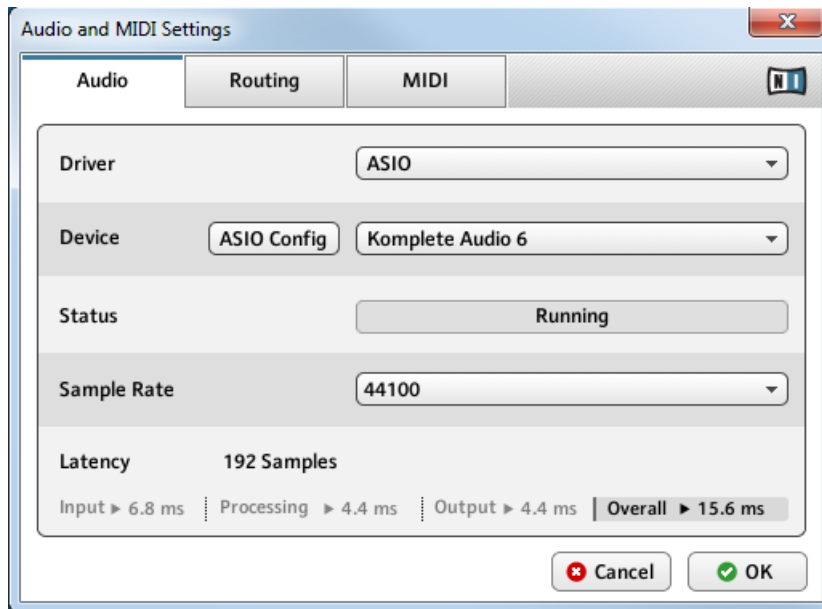 Audio and MIDI Settings
Audio Routing MIDI NI
Driver ASIO
Device ASIO Config Komplete Audio 6
Status Running
Sample Rate 44100
Latency 192 Samples
Input ▸ 6.8 ms Processing ▸ 4.4 ms Output ▸ 4.4 ms Overall ▸ 15.6 ms
Cancel OK